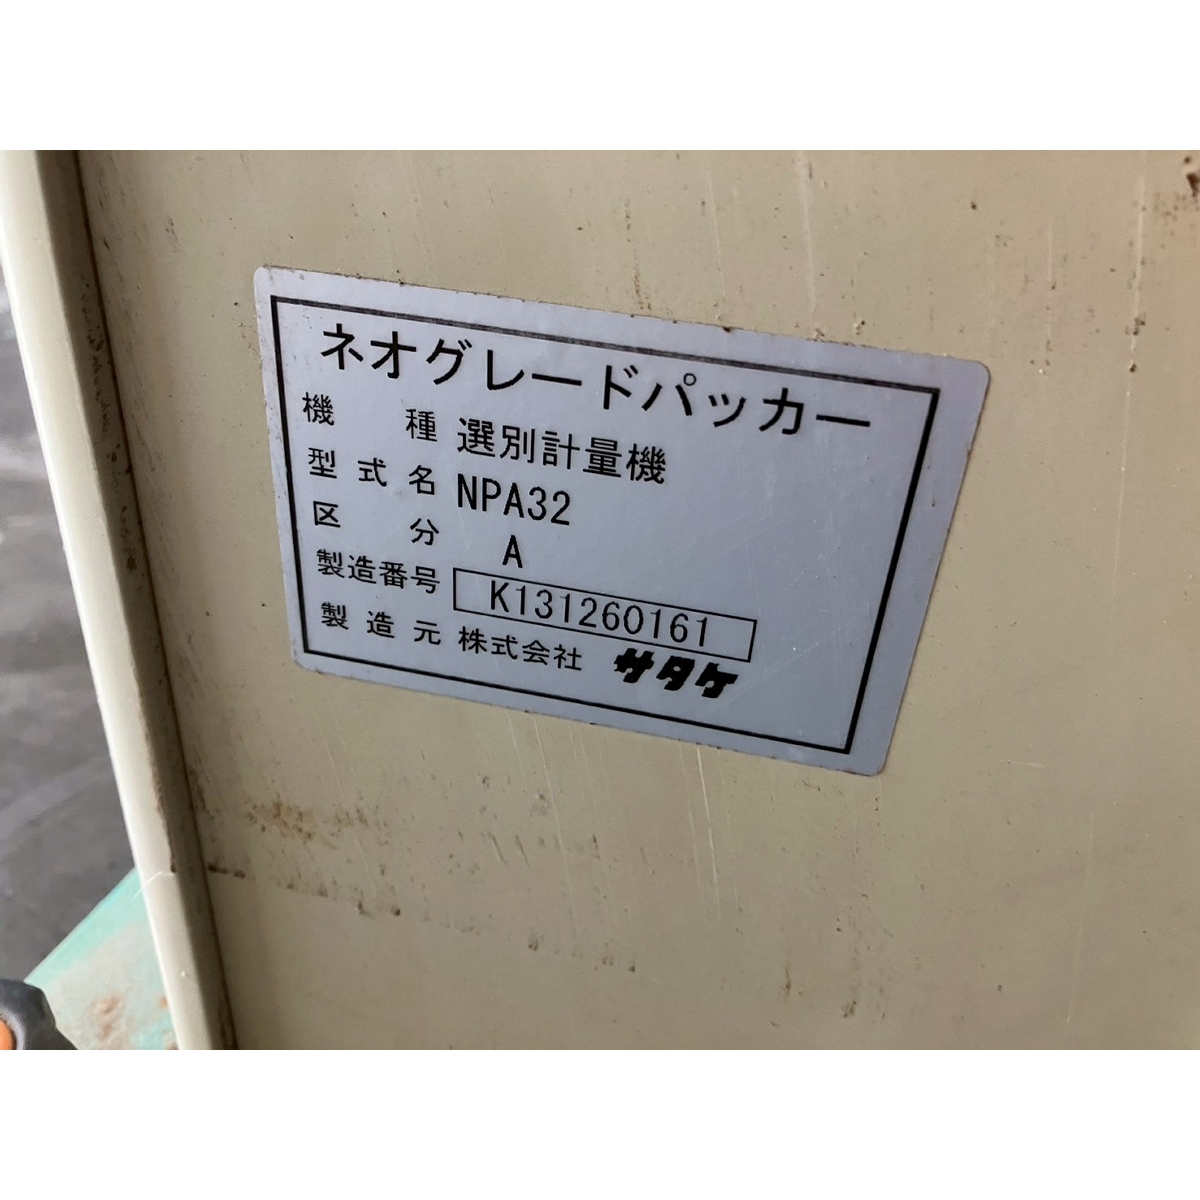 ネオグレードパッカー
機種 選別計量機
型式名 NPA32
区分 A
製造番号 K131260161
製造元 株式会社 サタケ